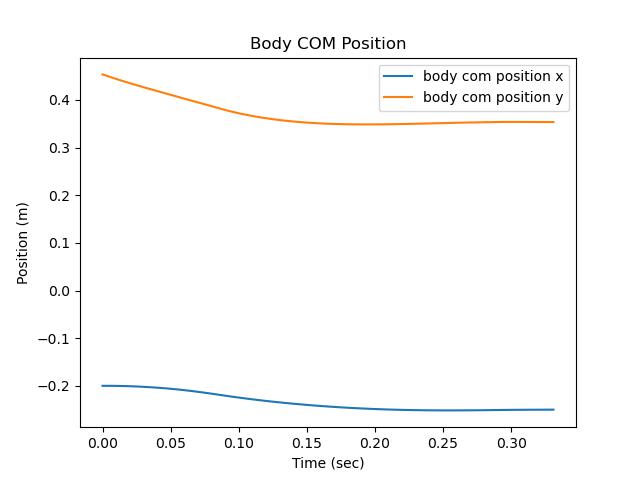 Body COM Position
body com position x
body com position y
Position (m)
0.4
0.3
0.2
0.1
0.0
−0.1
−0.2
0.00 0.05 0.10 0.15 0.20 0.25 0.30
Time (sec)